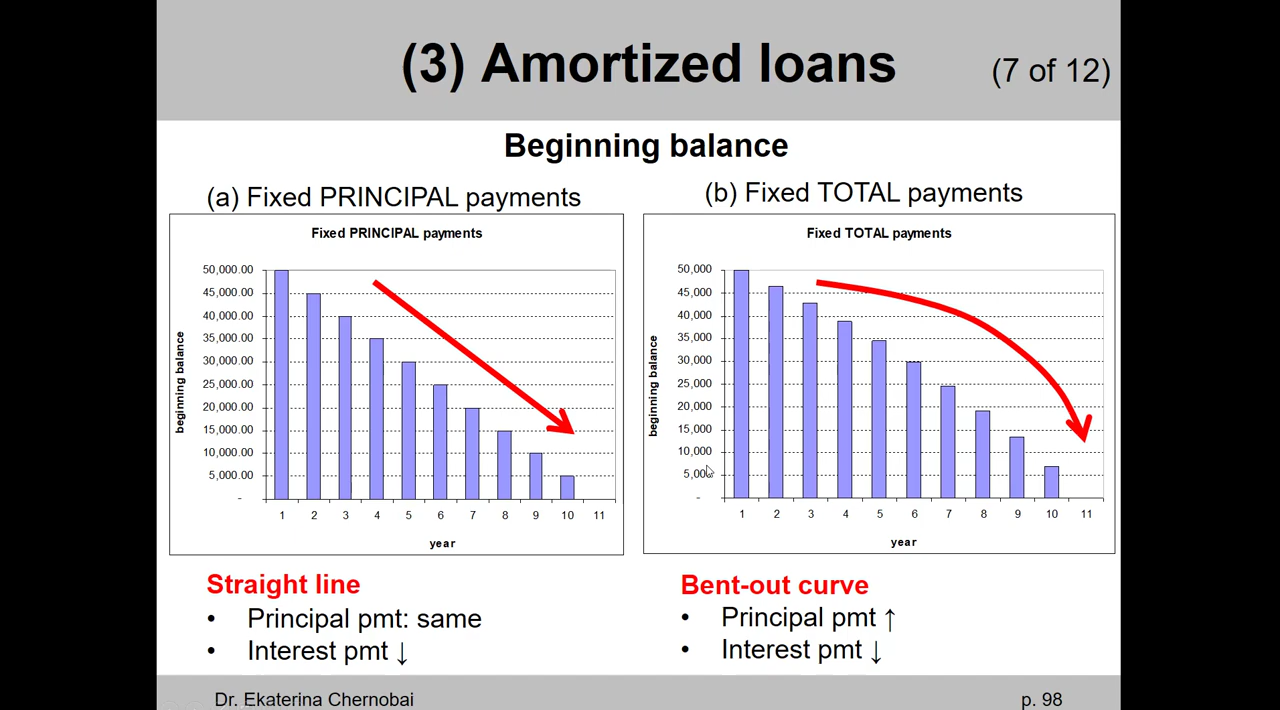 (3) Amortized loans (7 of 12)
Beginning balance
(a) Fixed PRINCIPAL payments
Fixed PRINCIPAL payments
50,000.00
45,000.00
40,000.00
35,000.00
30,000.00
25,000.00
20,000.00
15,000.00
10,000.00
5,000.00
-
beginning balance
1 2 3 4 5 6 7 8 9 10 11
year
Straight line
• Principal pmt: same
• Interest pmt ↓
(b) Fixed TOTAL payments
Fixed TOTAL payments
50,000
45,000
40,000
35,000
30,000
25,000
20,000
15,000
10,000
5,000
-
beginning balance
1 2 3 4 5 6 7 8 9 10 11
year
Bent-out curve
• Principal pmt ↑
• Interest pmt ↓
Dr. Ekaterina Chernobai p. 98